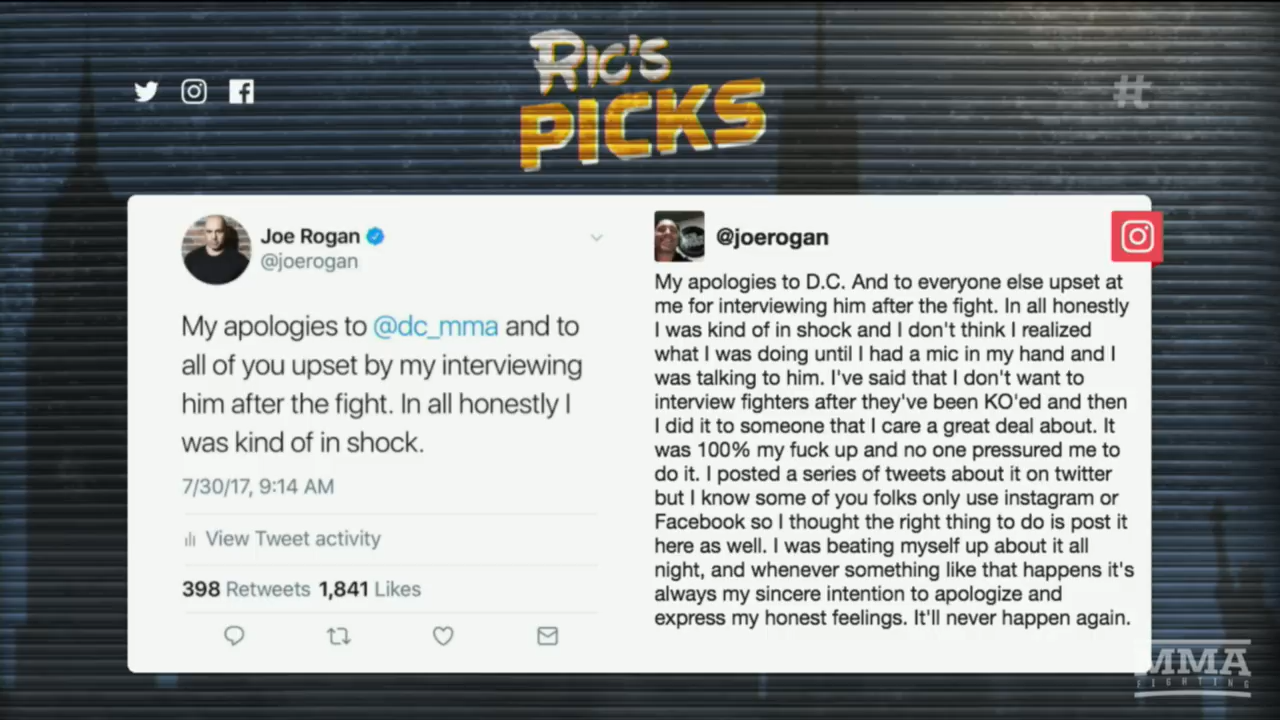 RIC'S
PICKS
#
Joe Rogan
@joerogan
My apologies to @dc_mma and to
all of you upset by my interviewing
him after the fight. In all honestly I
was kind of in shock.
7/30/17, 9:14 AM
View Tweet activity
398 Retweets 1,841 Likes
@joerogan
My apologies to D.C. And to everyone else upset at
me for interviewing him after the fight. In all honestly
I was kind of in shock and I don't think I realized
what I was doing until I had a mic in my hand and I
was talking to him. I've said that I don't want to
interview fighters after they've been KO'ed and then
I did it to someone that I care a great deal about. It
was 100% my fuck up and no one pressured me to
do it. I posted a series of tweets about it on twitter
but I know some of you folks only use instagram or
Facebook so I thought the right thing to do is post it
here as well. I was beating myself up about it all
night, and whenever something like that happens it's
always my sincere intention to apologize and
express my honest feelings. It'll never happen again.
MMA
FIGHTING